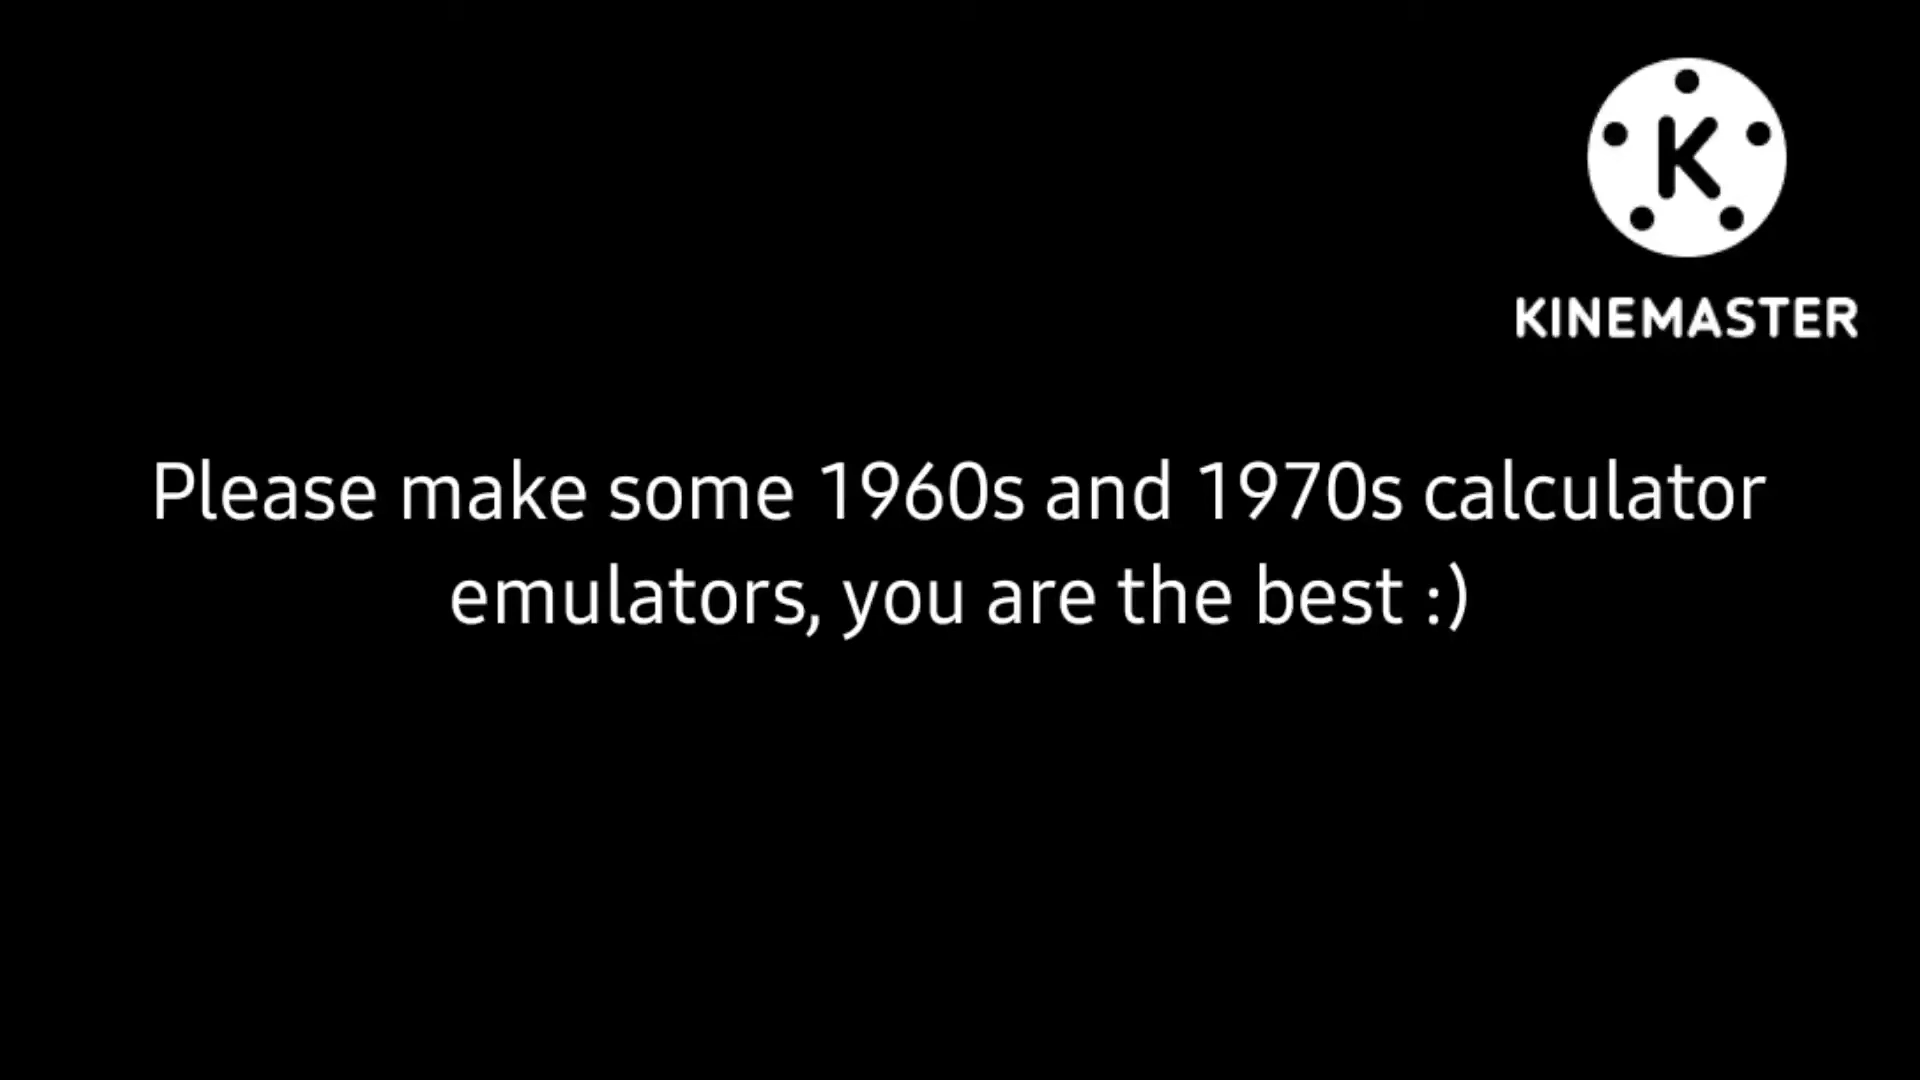 K
KINEMASTER
Please make some 1960s and 1970s calculator
emulators, you are the best :)